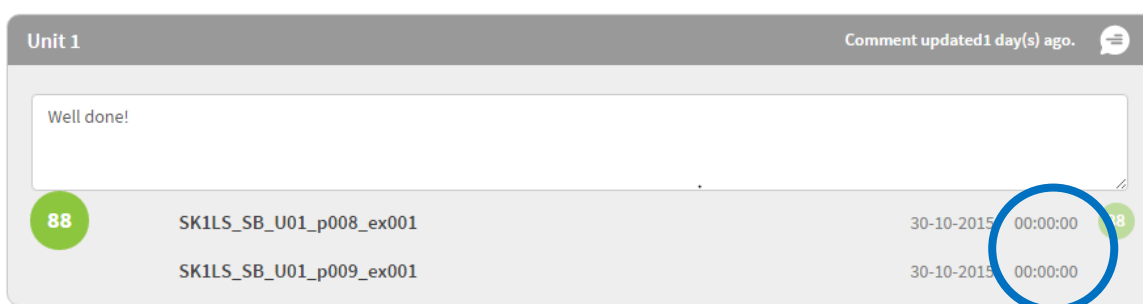 Unit 1 Comment updated1 day(s) ago.
Well done!
88 SK1LS_SB_U01_p008_ex001 30-10-2015 00:00:00
SK1LS_SB_U01_p009_ex001 30-10-2015 00:00:00